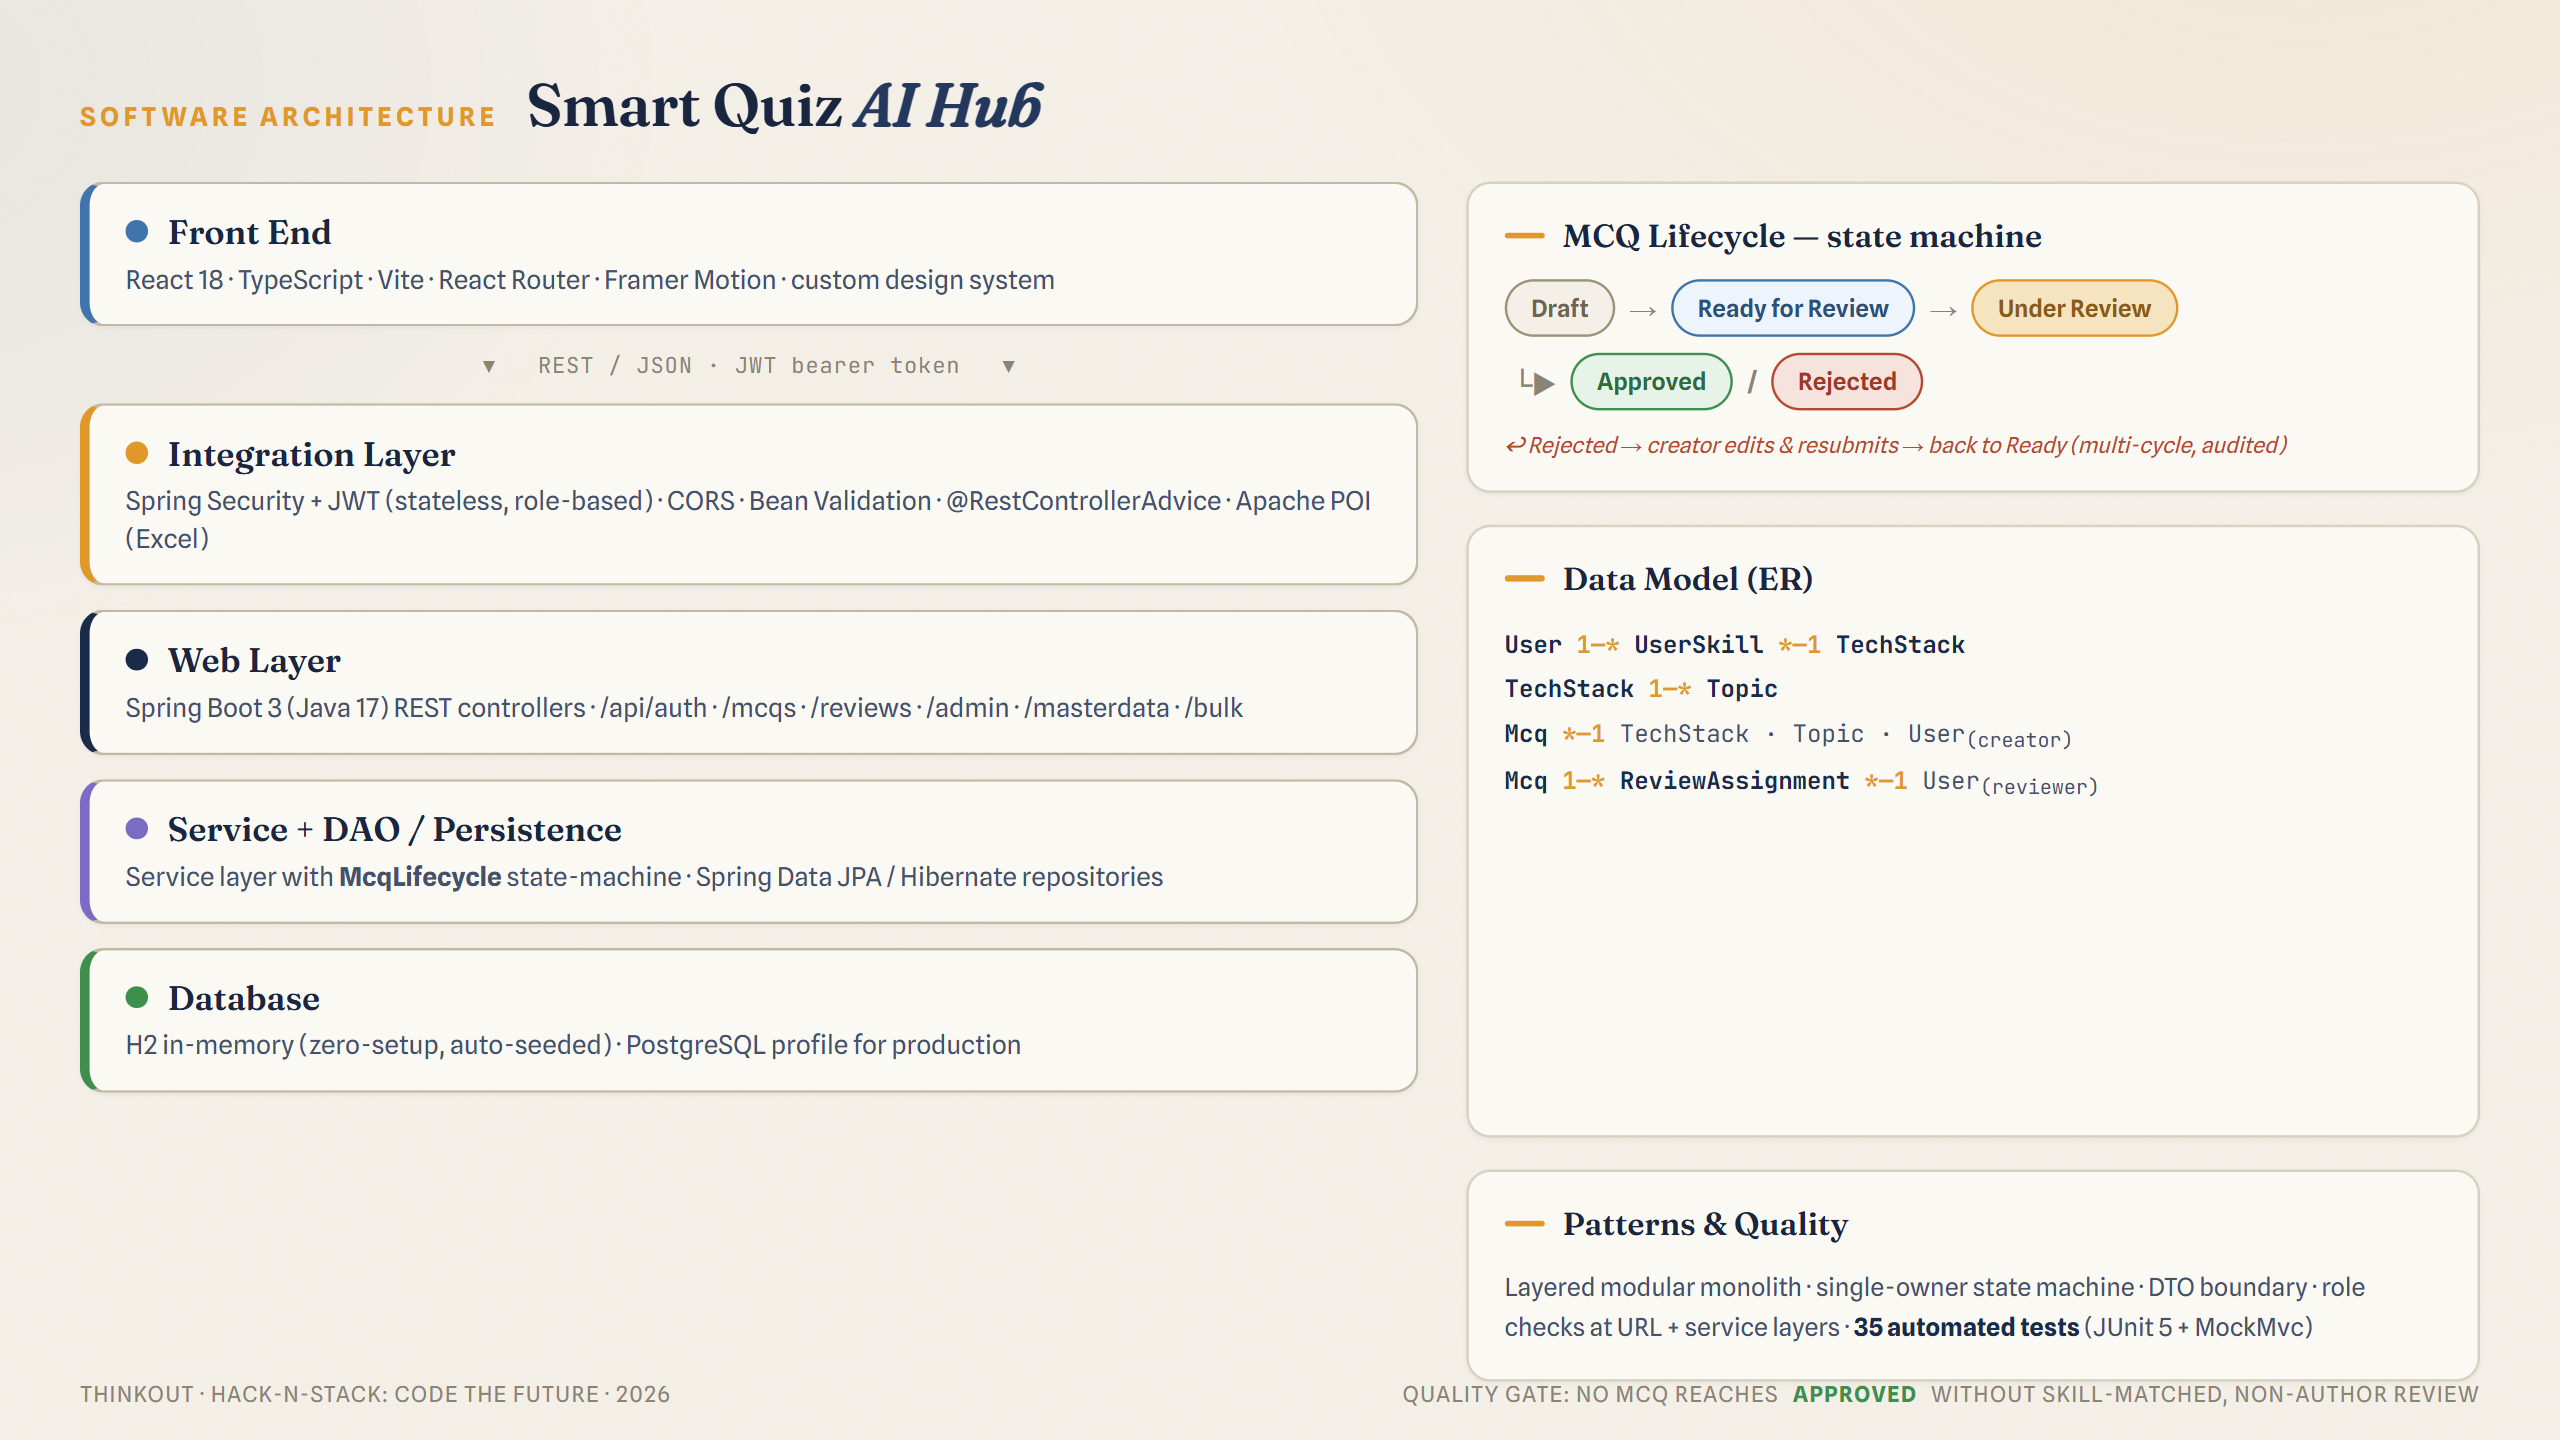 SOFTWARE ARCHITECTURE Smart Quiz AI Hub
Front End
React 18 · TypeScript · Vite · React Router · Framer Motion · custom design system
▼ REST / JSON · JWT bearer token ▼
Integration Layer
Spring Security + JWT (stateless, role-based) · CORS · Bean Validation · @RestControllerAdvice · Apache POI
(Excel)
Web Layer
Spring Boot 3 (Java 17) REST controllers · /api/auth · /mcqs · /reviews · /admin · /masterdata · /bulk
Service + DAO / Persistence
Service layer with McqLifecycle state-machine · Spring Data JPA / Hibernate repositories
Database
H2 in-memory (zero-setup, auto-seeded) · PostgreSQL profile for production
MCQ Lifecycle — state machine
Draft → Ready for Review → Under Review
└▶ Approved / Rejected
↩ Rejected → creator edits & resubmits → back to Ready (multi-cycle, audited)
Data Model (ER)
User 1—* UserSkill *—1 TechStack
TechStack 1—* Topic
Mcq *—1 TechStack · Topic · User(creator)
Mcq 1—* ReviewAssignment *—1 User(reviewer)
Patterns & Quality
Layered modular monolith · single-owner state machine · DTO boundary · role
checks at URL + service layers · 35 automated tests (JUnit 5 + MockMvc)
THINKOUT · HACK-N-STACK: CODE THE FUTURE · 2026
QUALITY GATE: NO MCQ REACHES APPROVED WITHOUT SKILL-MATCHED, NON-AUTHOR REVIEW